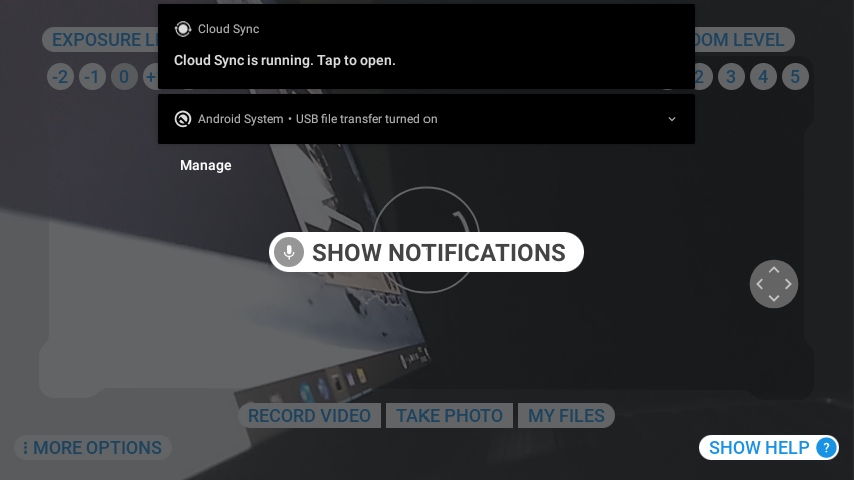 Cloud Sync
Cloud Sync is running. Tap to open.
EXPOSURE
-2 -1 0
LEVEL
2 3 4 5
Android System • USB file transfer turned on
Manage
SHOW NOTIFICATIONS
RECORD VIDEO TAKE PHOTO MY FILES
MORE OPTIONS
SHOW HELP ?